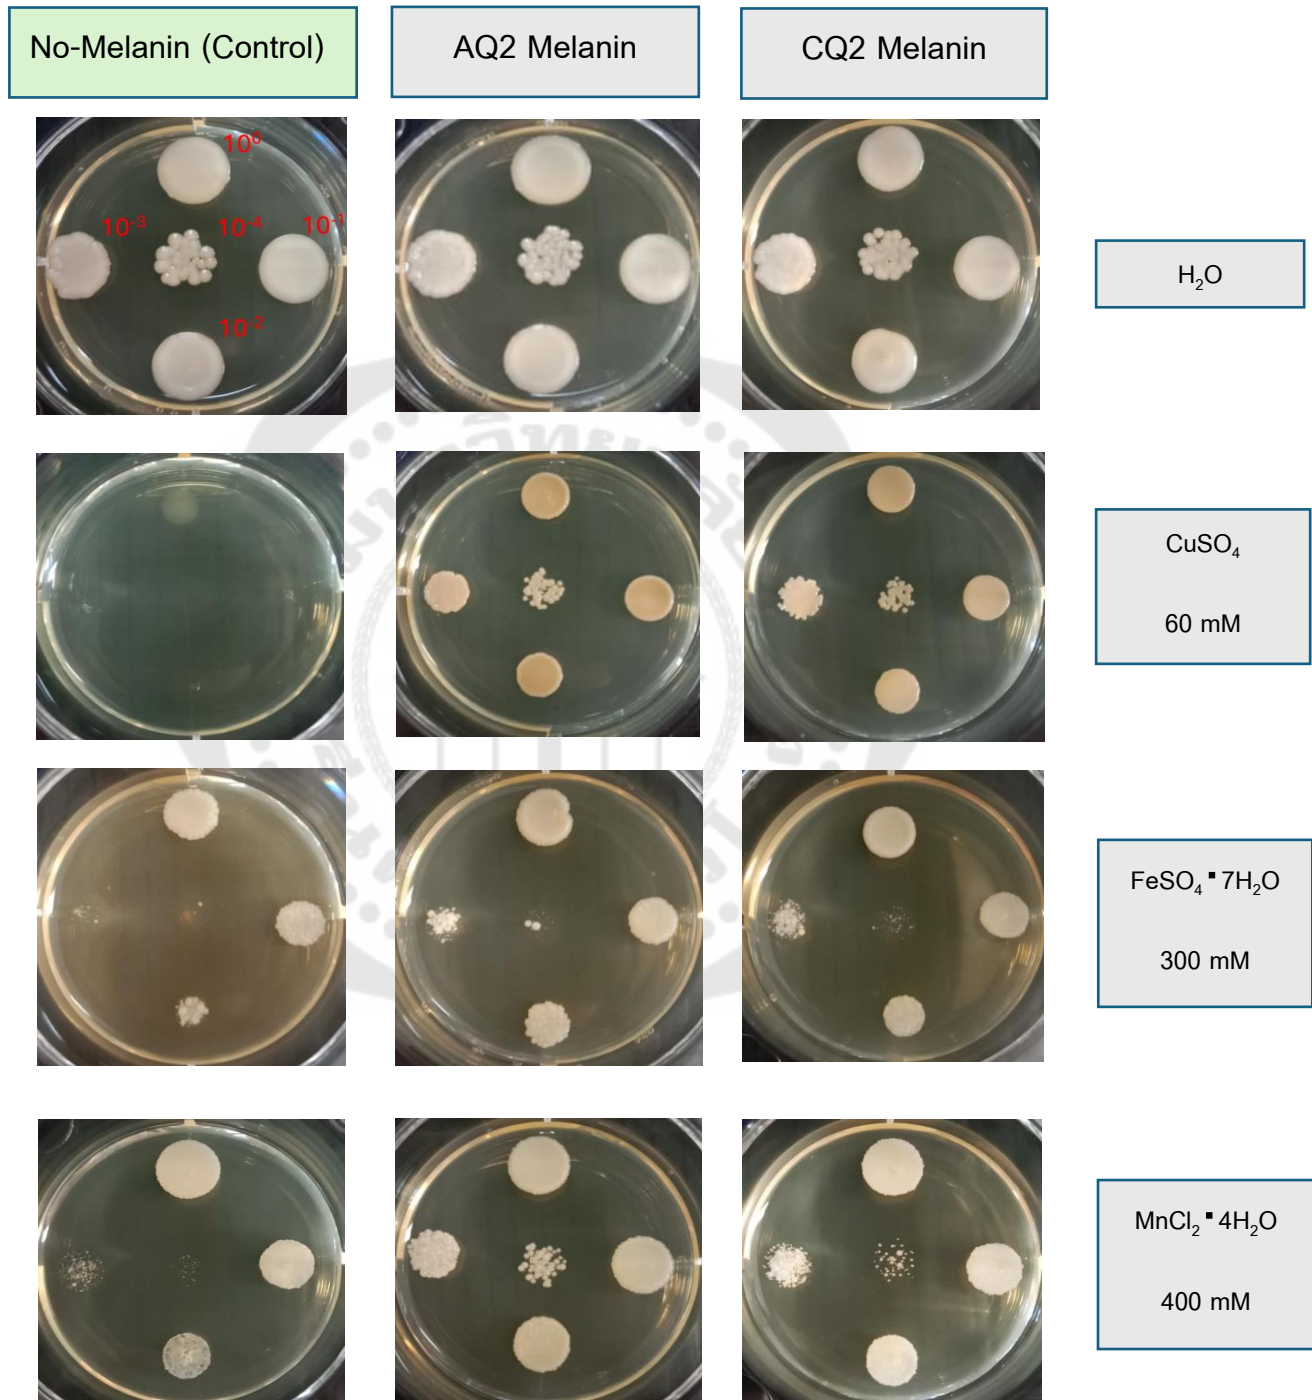 No-Melanin (Control)
AQ2 Melanin
CQ2 Melanin
10⁰
10⁻³
10⁻⁴
10⁻¹
10⁻²
H₂O
CuSO₄
60 mM
FeSO₄ ▪ 7H₂O
300 mM
MnCl₂ ▪ 4H₂O
400 mM